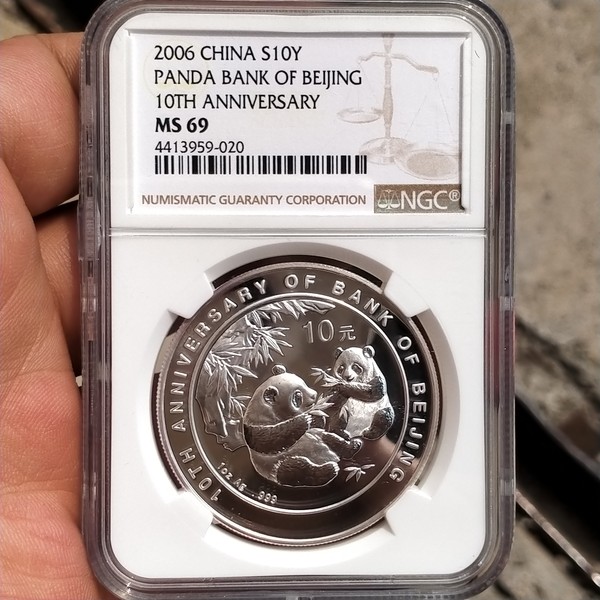 2006 CHINA S10Y
PANDA BANK OF BEIJING
10TH ANNIVERSARY
MS 69
4413959-020
NUMISMATIC GUARANTY CORPORATION
NGC®
10TH ANNIVERSARY OF BANK OF BEIJING
10元
1oz Ag .999